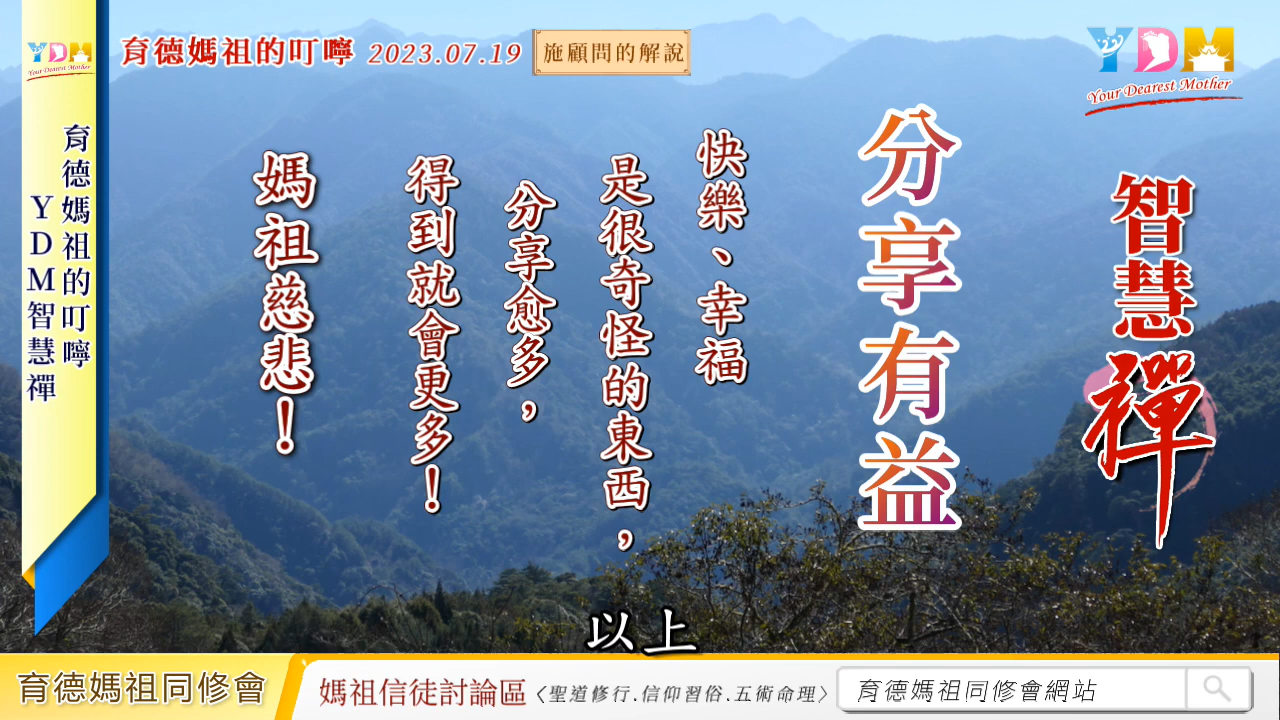 YDM
Your Dearest Mother
育德媽祖的叮嚀
YDM智慧禪
育德媽祖的叮嚀 2023.07.19 施顧問的解說
YDM
Your Dearest Mother
智慧禪
分享有益
快樂、幸福
是很奇怪的東西，
分享愈多，
得到就會更多！
媽祖慈悲！
以上
育德媽祖同修會
媽祖信徒討論區〈聖道修行.信仰習俗.五術命理〉
育德媽祖同修會網站